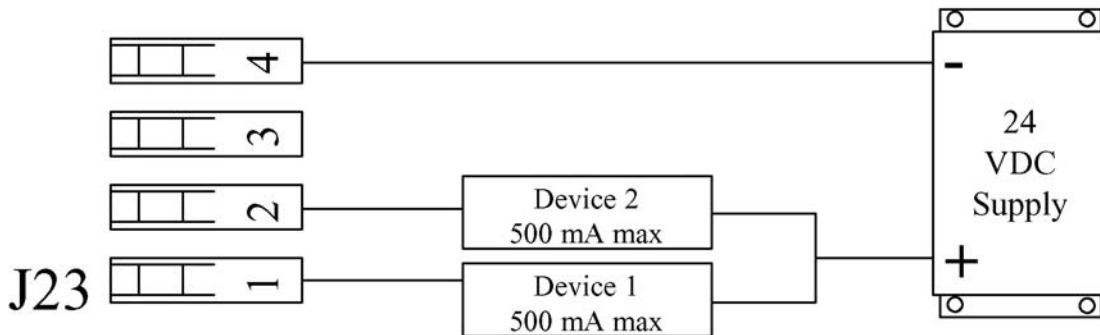 4
-
3
24
VDC
Supply
2
Device 2
500 mA max
+
J23
1
Device 1
500 mA max